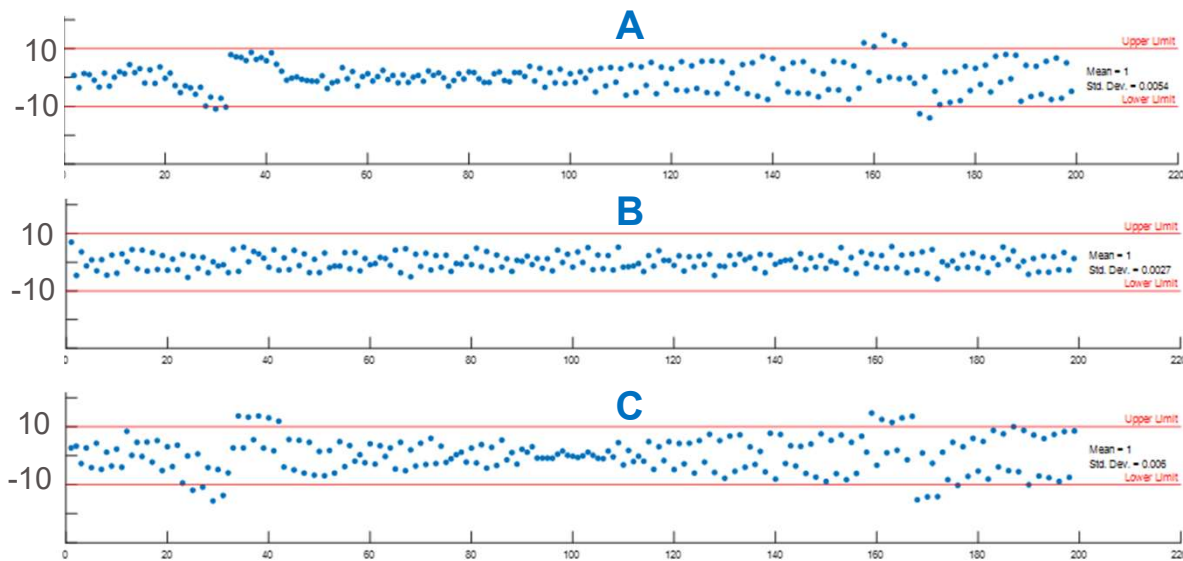 A
10
Upper Limit
Mean = 1
Std. Dev. = 0.0054
-10
Lower Limit
0 20 40 60 80 100 120 140 160 180 200 220
B
10
Upper Limit
Mean = 1
Std. Dev. = 0.0027
-10
Lower Limit
0 20 40 60 80 100 120 140 160 180 200 220
C
10
Upper Limit
Mean = 1
Std. Dev. = 0.006
-10
Lower Limit
0 20 40 60 80 100 120 140 160 180 200 220